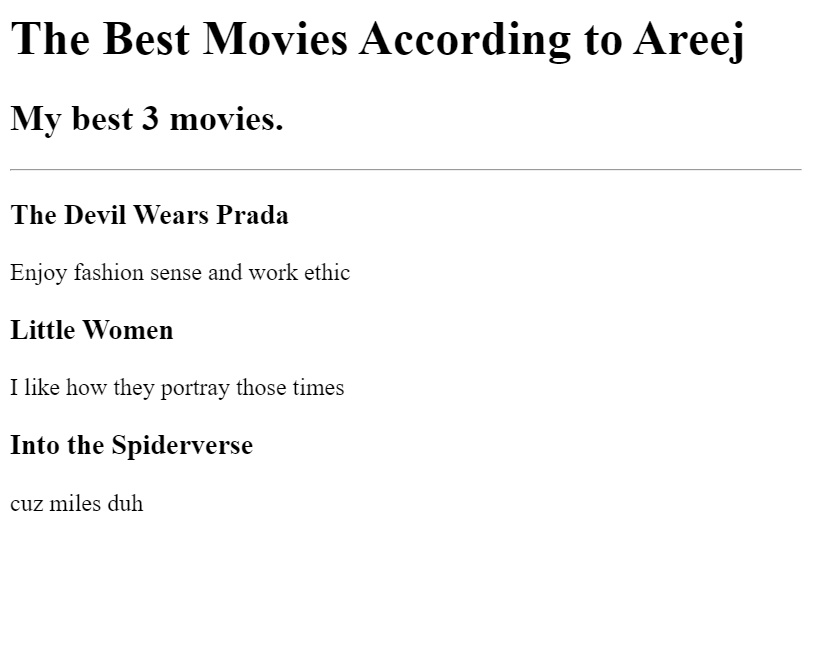 The Best Movies According to Areej
My best 3 movies.
The Devil Wears Prada
Enjoy fashion sense and work ethic
Little Women
I like how they portray those times
Into the Spiderverse
cuz miles duh